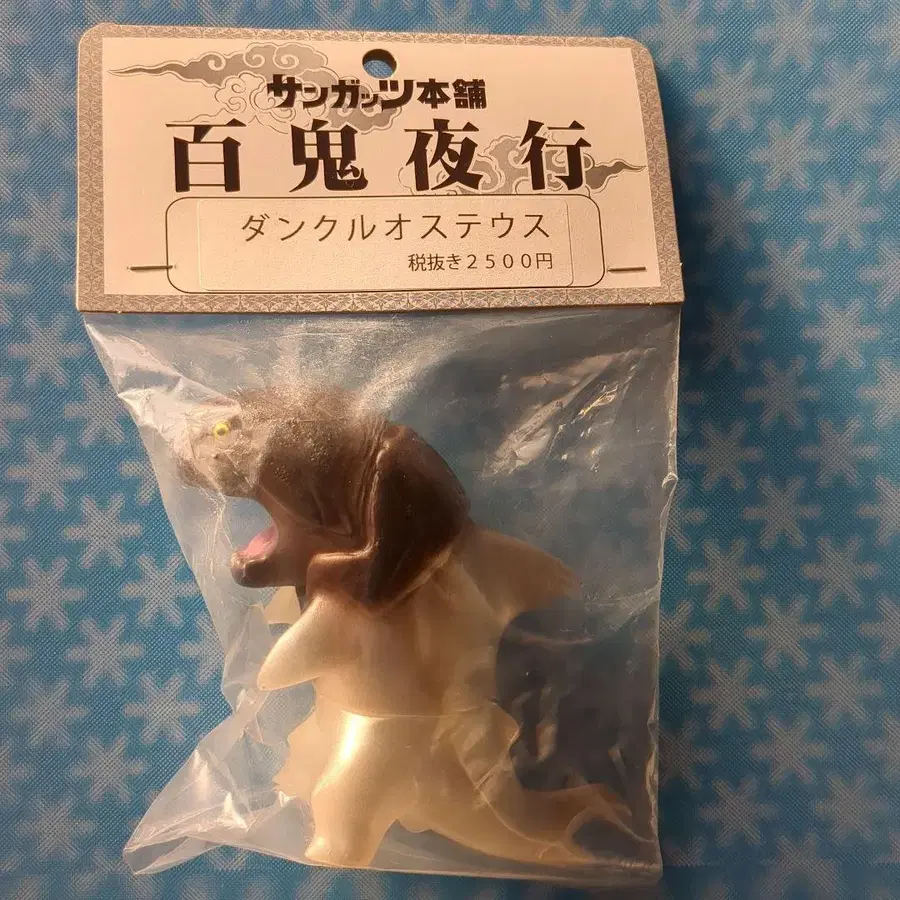 サンガッツ本舗
百鬼夜行
ダンクルオステウス
税抜き2500円